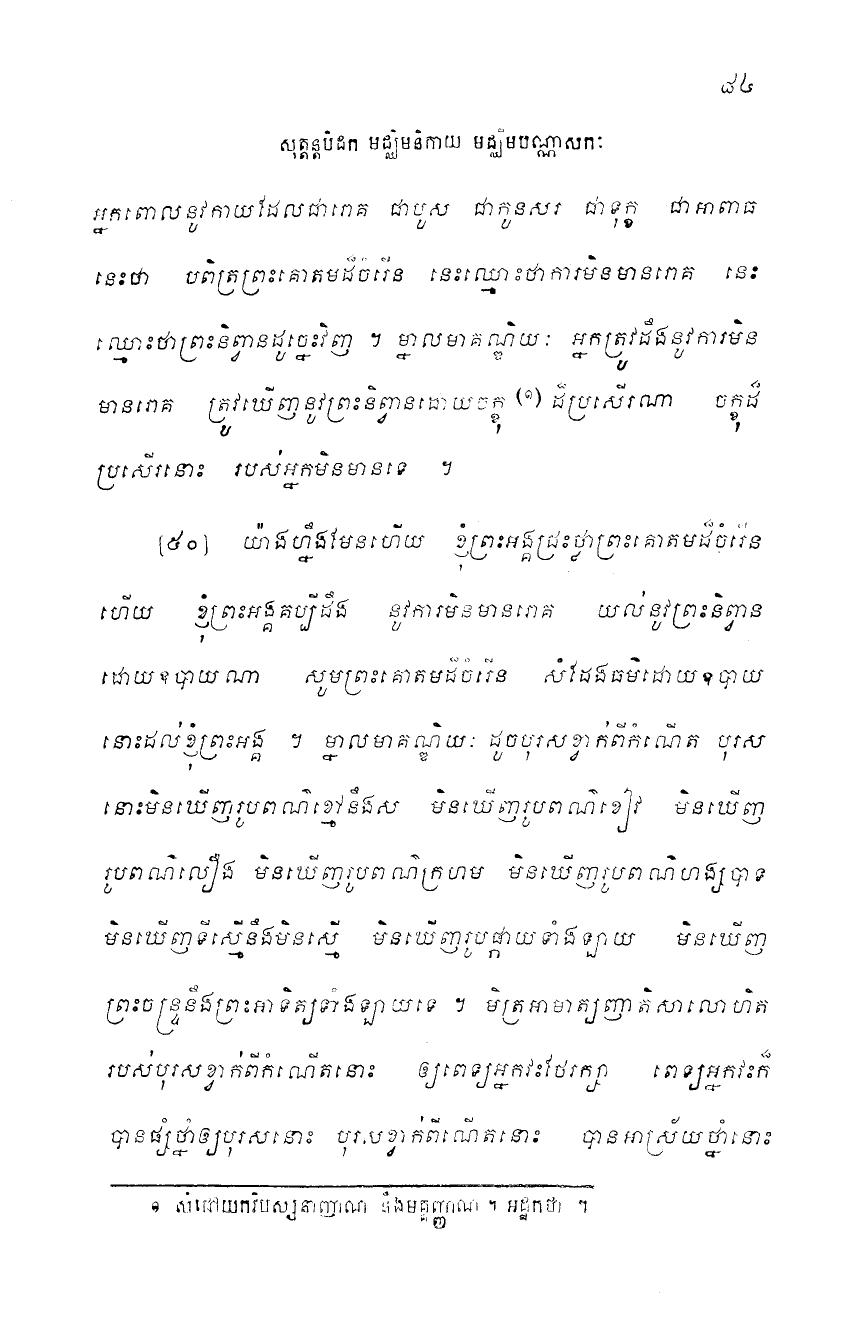 ៨៤
សុត្តន្តបិដក មជ្ឈិមនិកាយ មជ្ឈិមបណ្ណាសកៈ
អ្នកពោលនូវកាយដែលជារោគ ជាបួស ជាកូនសរ ជាទុក្ខ ជាអាពាធ
នេះថា បពិត្រព្រះគោតមដ៏ចំរើន នេះឈ្មោះថាការមិនមានរោគ នេះ
ឈ្មោះថាព្រះនិព្វានដូច្នេះវិញ ។ ម្នាលមាគណ្ឌិយៈ អ្នកត្រូវដឹងនូវការមិន
មានរោគ ត្រូវឃើញនូវព្រះនិព្វានដោយចក្ខុ (១) ដ៏ប្រសើរណា ចក្ខុដ៏
ប្រសើរនោះ របស់អ្នកមិនមានទេ ។
[៥០] យ៉ាងហ្នឹងមែនហើយ ខ្ញុំព្រះអង្គជ្រះថ្លាព្រះគោតមដ៏ចំរើន
ហើយ ខ្ញុំព្រះអង្គគប្បីដឹង នូវការមិនមានរោគ យល់នូវព្រះនិព្វាន
ដោយឧបាយណា សូមព្រះគោតមដ៏ចំរើន សំដែងធម៌ដោយឧបាយ
នោះដល់ខ្ញុំព្រះអង្គ ។ ម្នាលមាគណ្ឌិយៈ ដូចបុរសខ្វាក់ពីកំណើត បុរស
នោះមិនឃើញរូបពណ៌ខ្មៅនឹងស មិនឃើញរូបពណ៌ខៀវ មិនឃើញ
រូបពណ៌លឿង មិនឃើញរូបពណ៌ក្រហម មិនឃើញរូបពណ៌ហង្សបាទ
មិនឃើញទីស្មើនឹងមិនស្មើ មិនឃើញរូបផ្កាយទាំងឡាយ មិនឃើញ
ព្រះចន្ទ្រនឹងព្រះអាទិត្យទាំងឡាយទេ ។ មិត្រអាមាត្យញាតិសាលោហិត
របស់បុរសខ្វាក់ពីកំណើតនោះ ឲ្យពេទ្យអ្នកវះថែរក្សា ពេទ្យអ្នកវះក៏
បានផ្សំថ្នាំឲ្យបុរសនោះ បុរសខ្វាក់ពីណើតនោះ បានអាស្រ័យថ្នាំនោះ
១ សំដៅយកវិបស្សនាញាណ នឹងមគ្គញ្ញាណ ។ អដ្ឋកថា ។